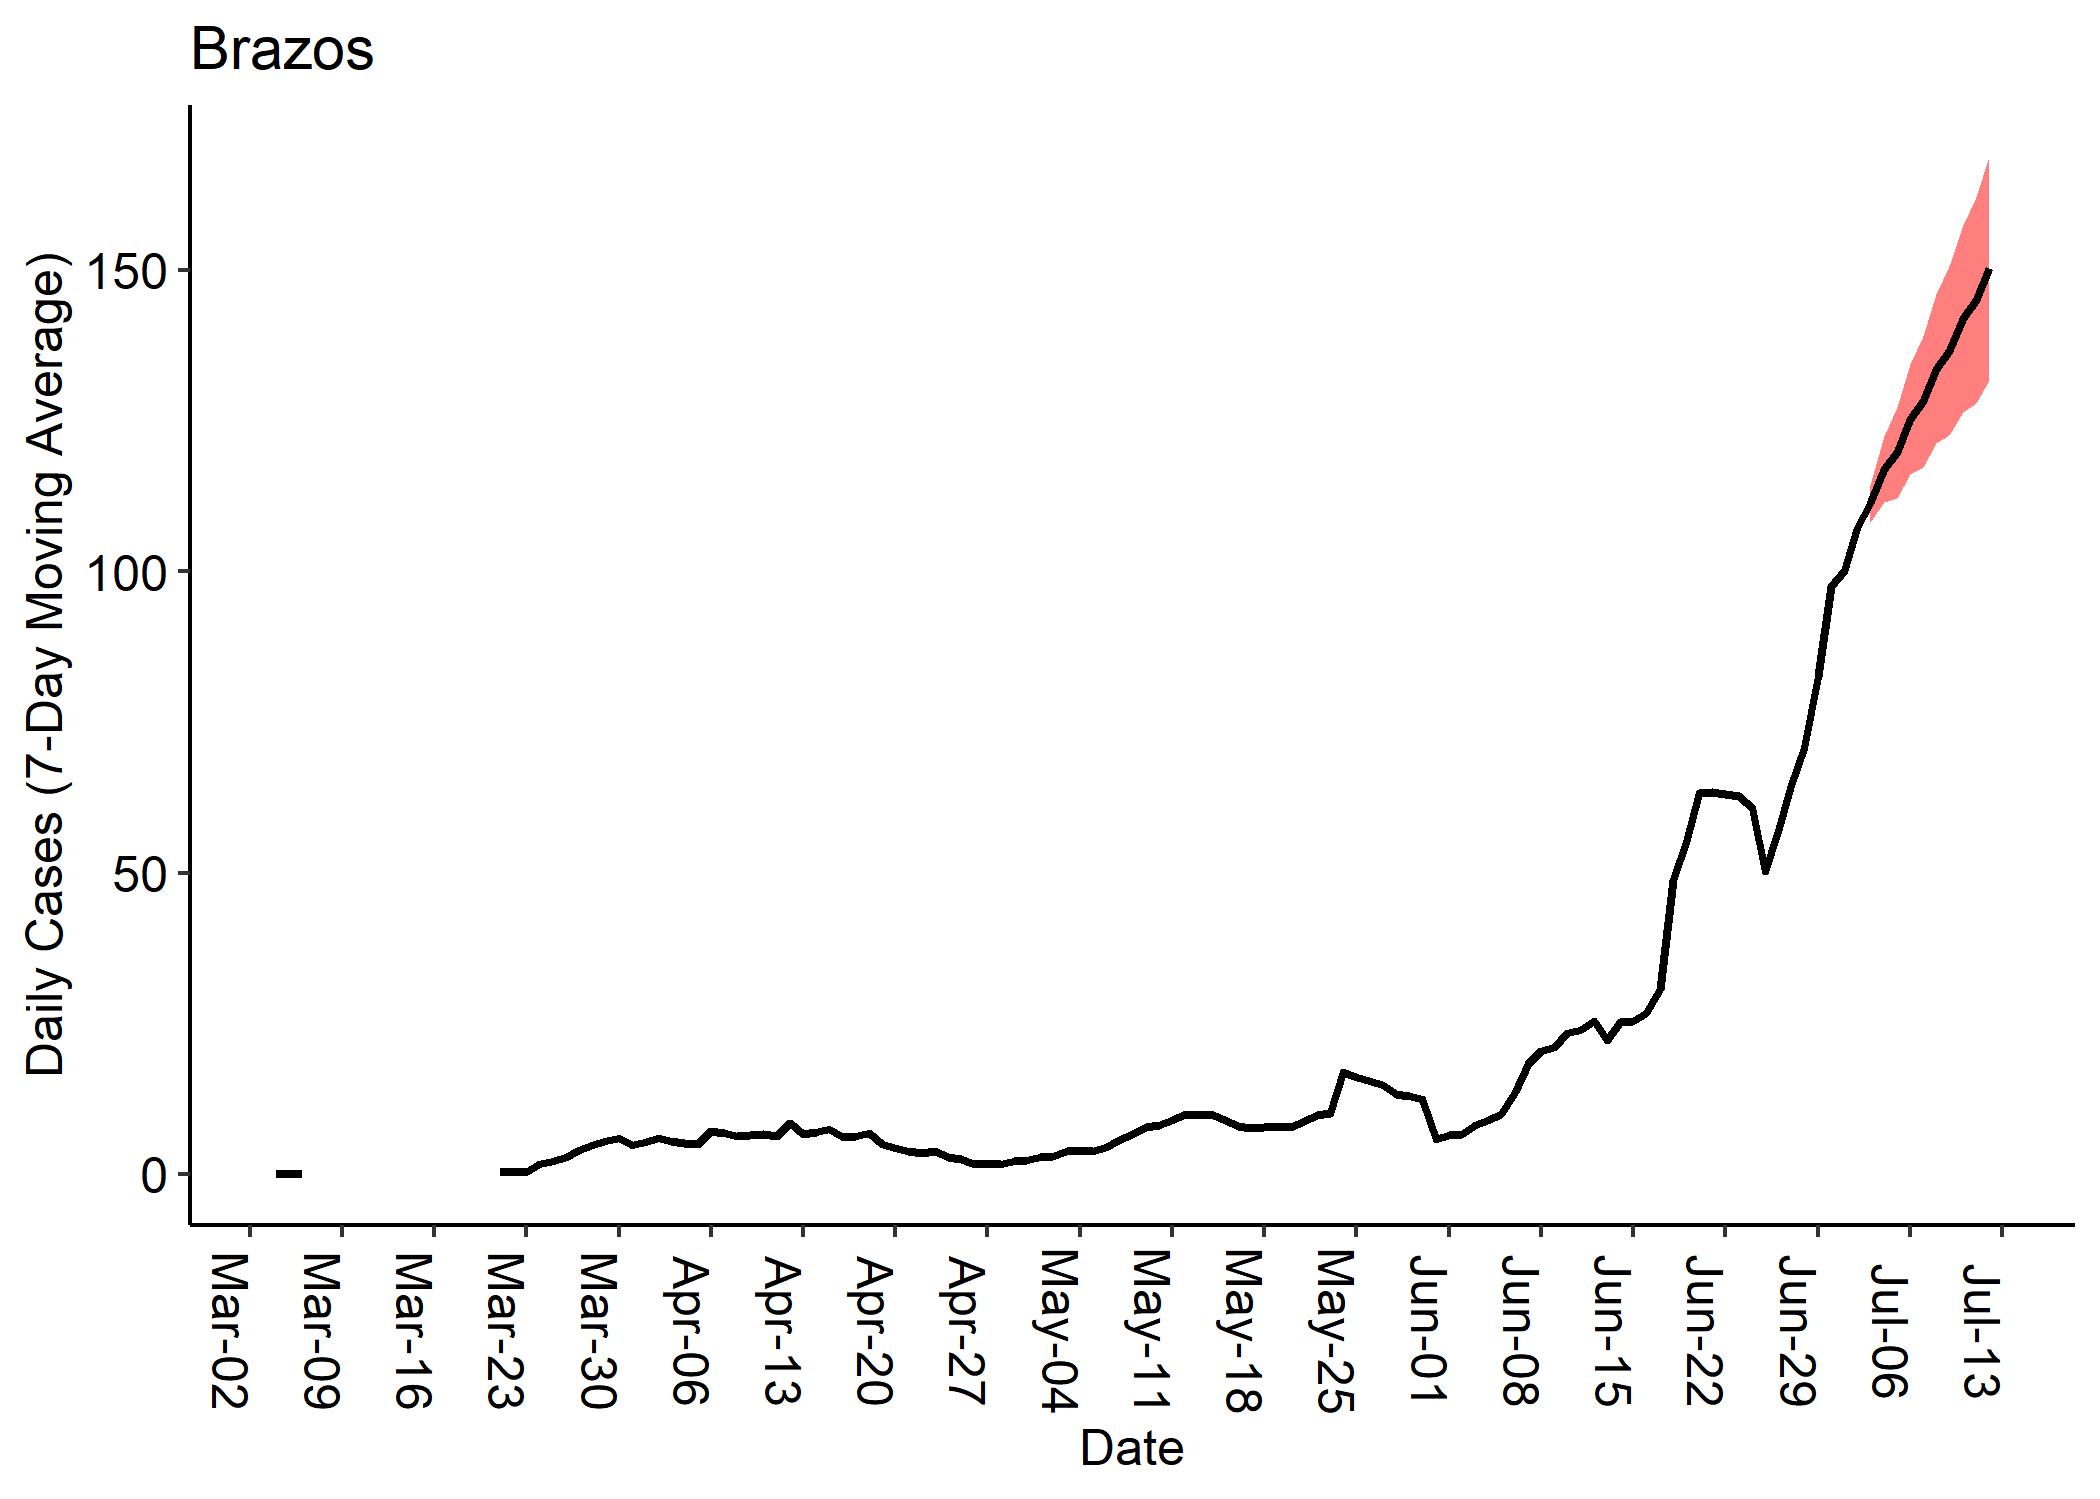 Brazos
Daily Cases (7-Day Moving Average)
150
100
50
0
Mar-02
Mar-09
Mar-16
Mar-23
Mar-30
Apr-06
Apr-13
Apr-20
Apr-27
May-04
May-11
May-18
May-25
Jun-01
Jun-08
Jun-15
Jun-22
Jun-29
Jul-06
Jul-13
Date